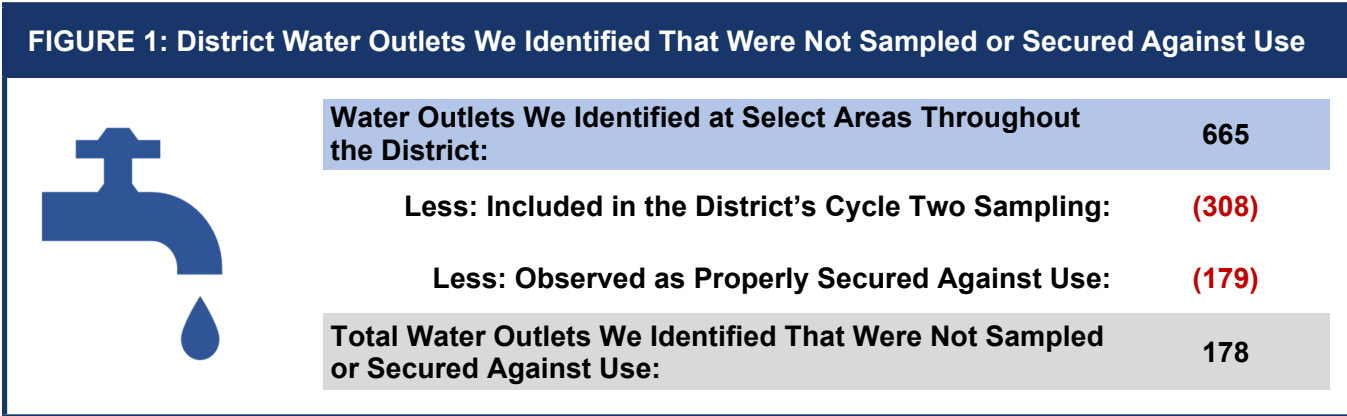 FIGURE 1: District Water Outlets We Identified That Were Not Sampled or Secured Against Use
Water Outlets We Identified at Select Areas Throughout
the District:
665
Less: Included in the District’s Cycle Two Sampling:
(308)
Less: Observed as Properly Secured Against Use:
(179)
Total Water Outlets We Identified That Were Not Sampled
or Secured Against Use:
178